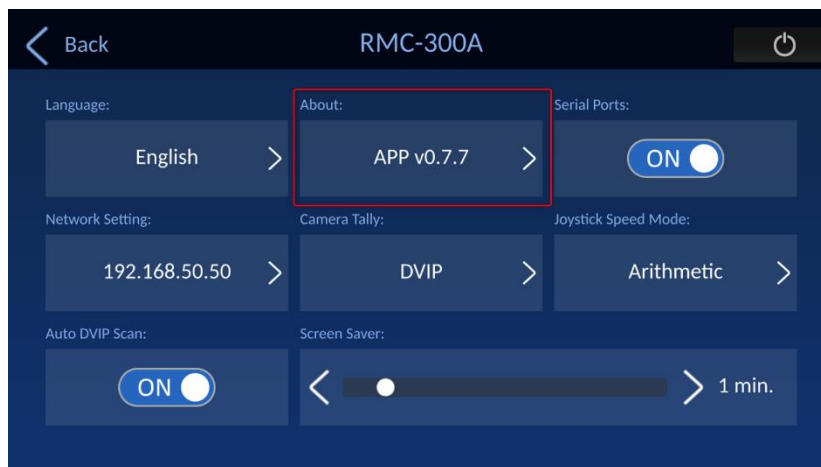 Back
RMC-300A
Language:
About:
Serial Ports:
English
APP v0.7.7
ON
Network Setting:
Camera Tally:
Joystick Speed Mode:
192.168.50.50
DVIP
Arithmetic
Auto DVIP Scan:
Screen Saver:
ON
1 min.